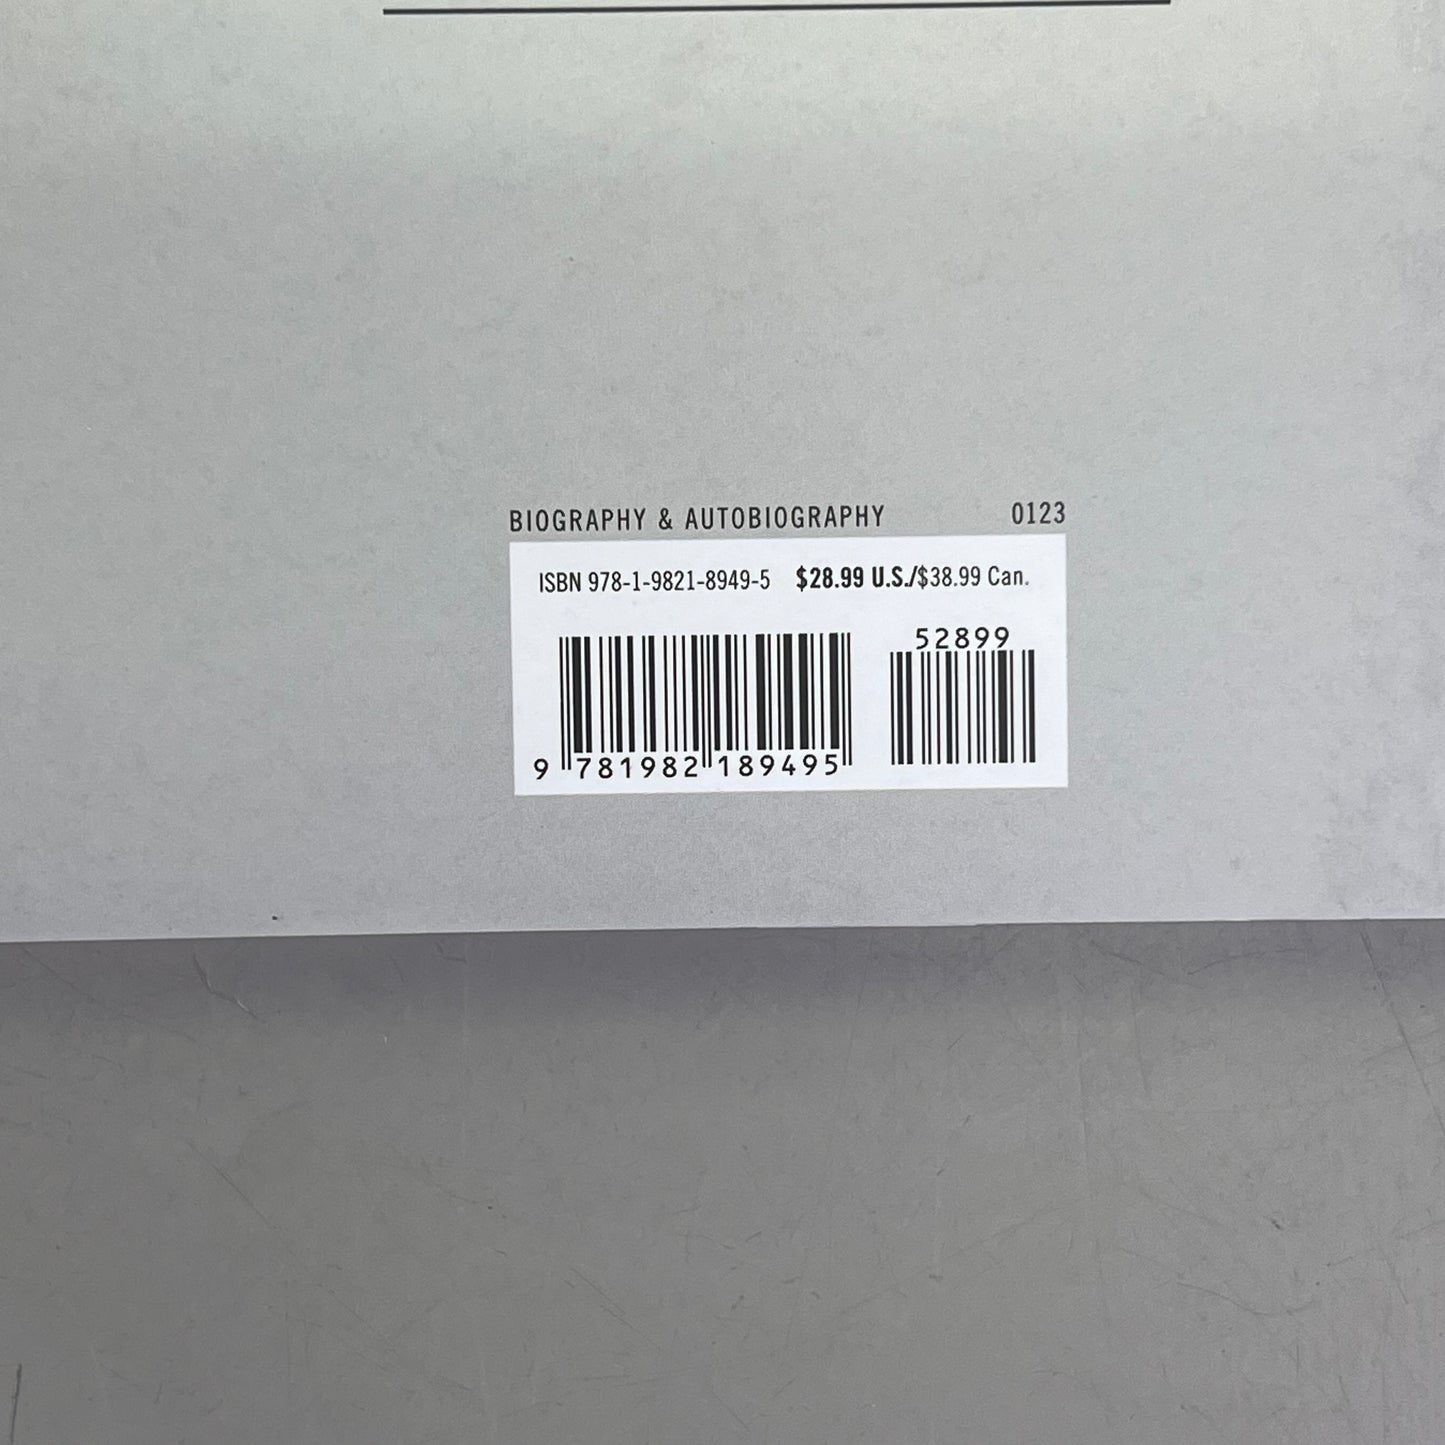 BIOGRAPHY & AUTOBIOGRAPHY 0123
ISBN 978-1-9821-8949-5 $28.99 U.S./$38.99 Can.
52899
9 781982 189495